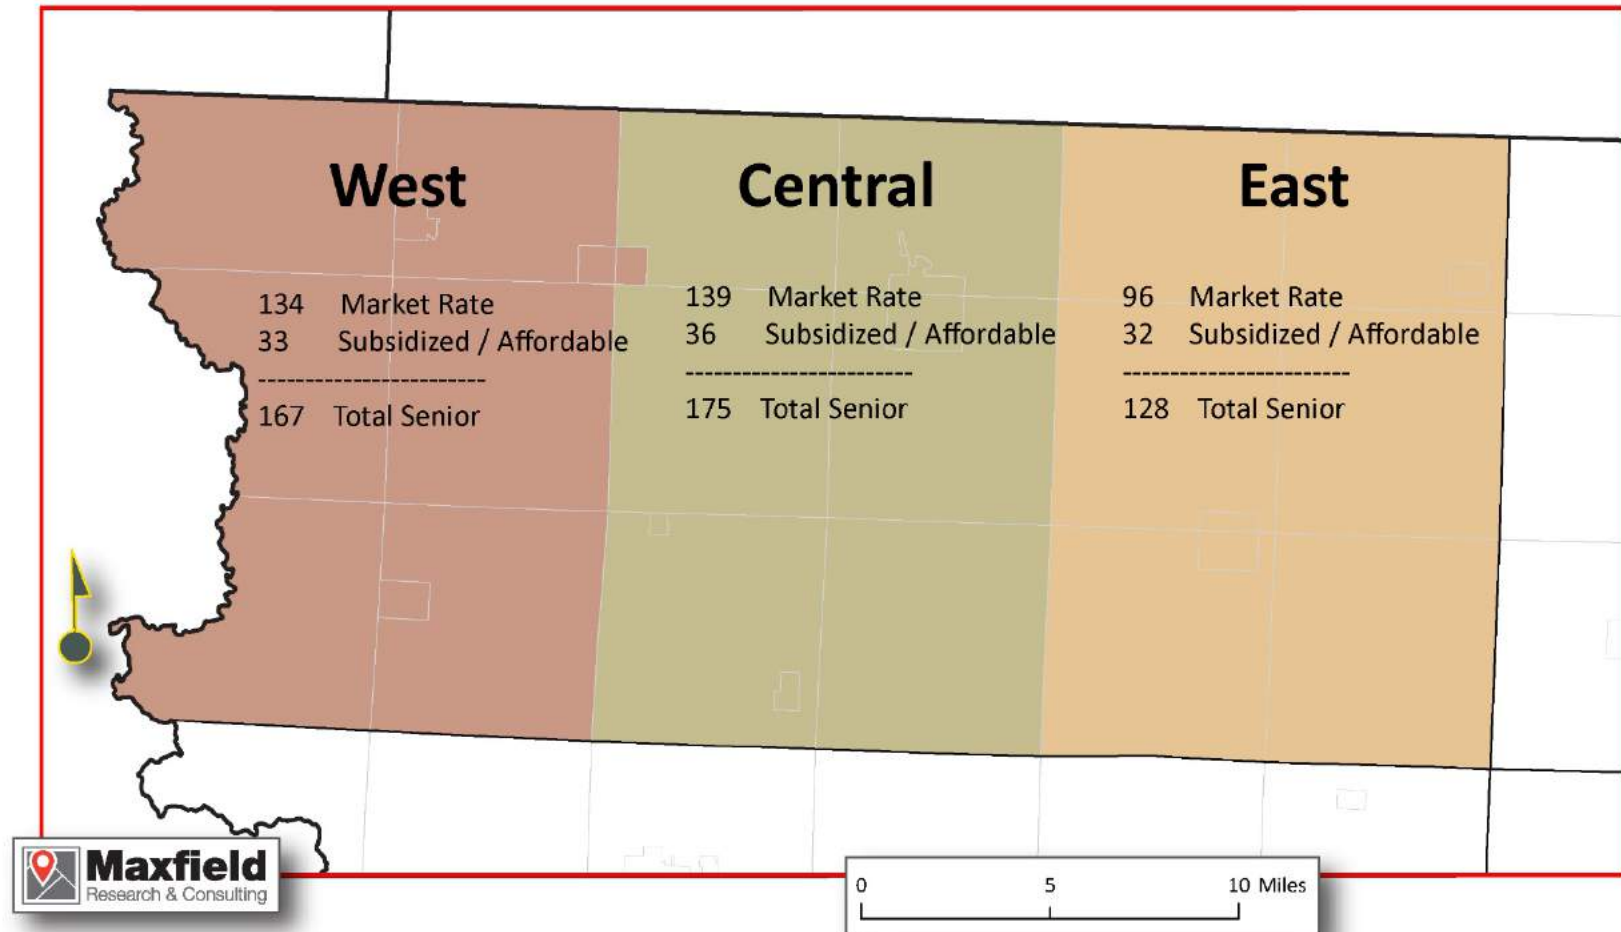 West
134 Market Rate
33 Subsidized / Affordable
------------------------
167 Total Senior
Central
139 Market Rate
36 Subsidized / Affordable
------------------------
175 Total Senior
East
96 Market Rate
32 Subsidized / Affordable
------------------------
128 Total Senior
Maxfield
Research & Consulting
0 5 10 Miles